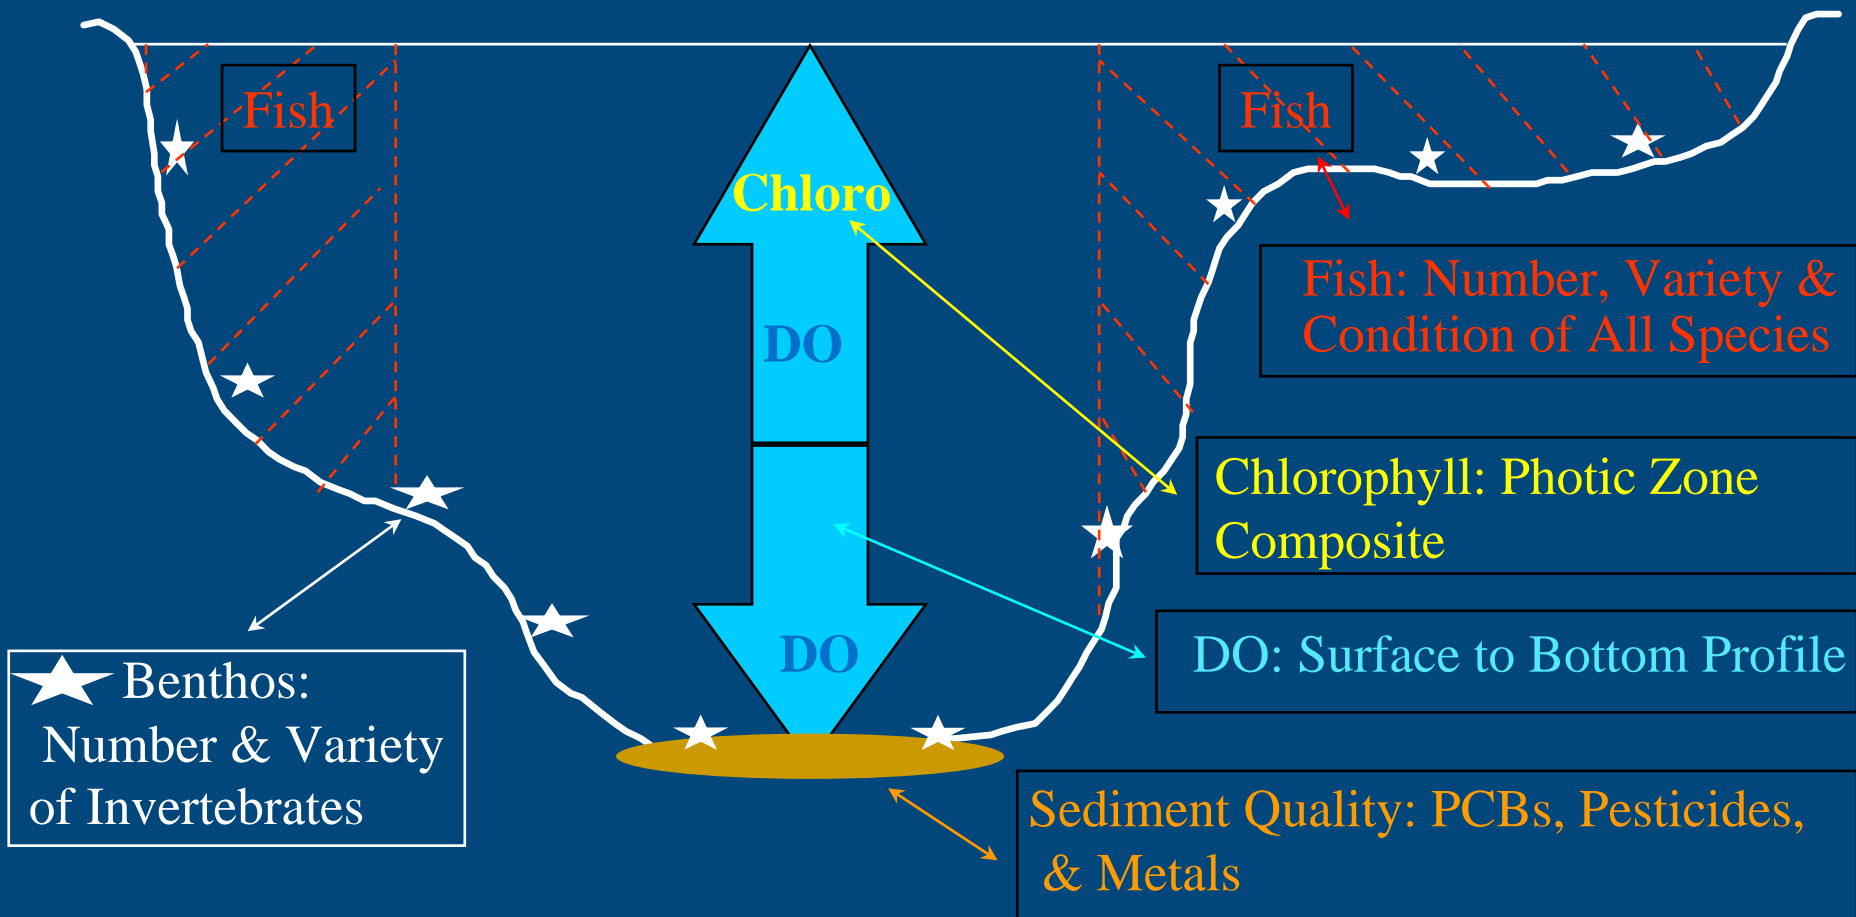 Fish
Fish
Chloro
DO
DO
Fish: Number, Variety &
Condition of All Species
Chlorophyll: Photic Zone
Composite
DO: Surface to Bottom Profile
Benthos:
Number & Variety
of Invertebrates
Sediment Quality: PCBs, Pesticides,
& Metals